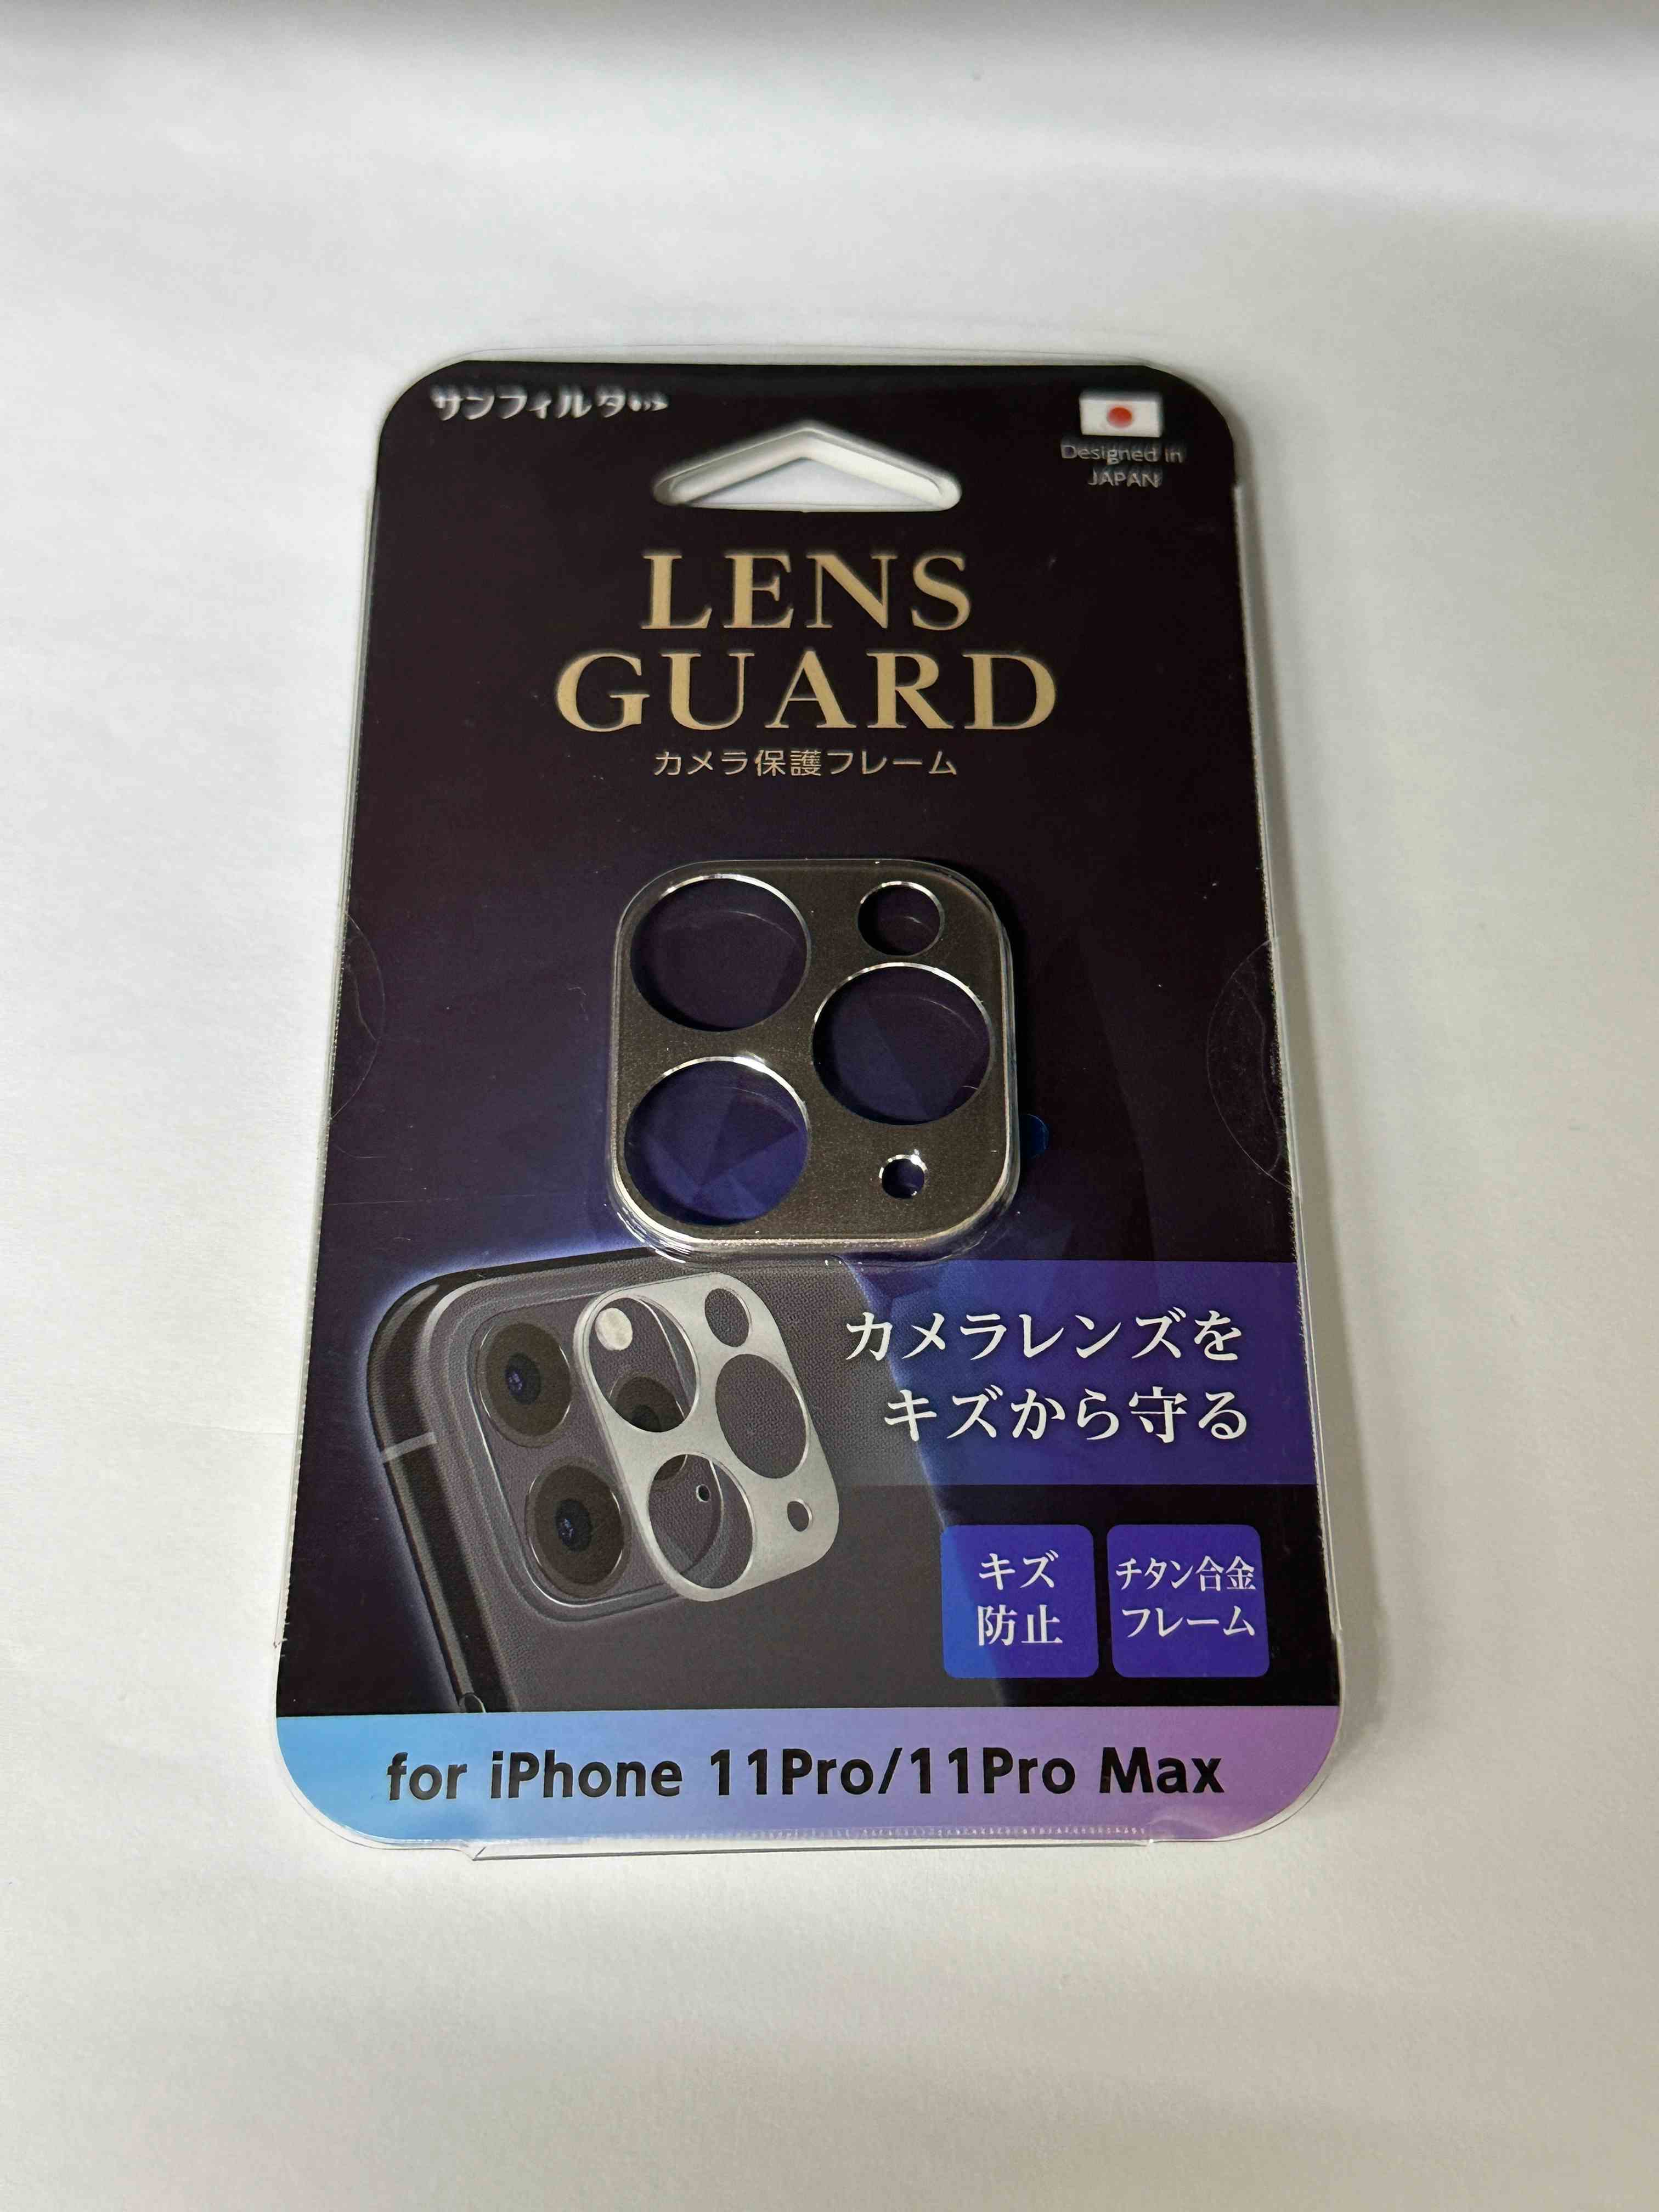 サンフィルター
Designed in
JAPAN
LENS
GUARD
カメラ保護フレーム
カメラレンズを
キズから守る
キズ
防止
チタン合金
フレーム
for iPhone 11Pro/11Pro Max